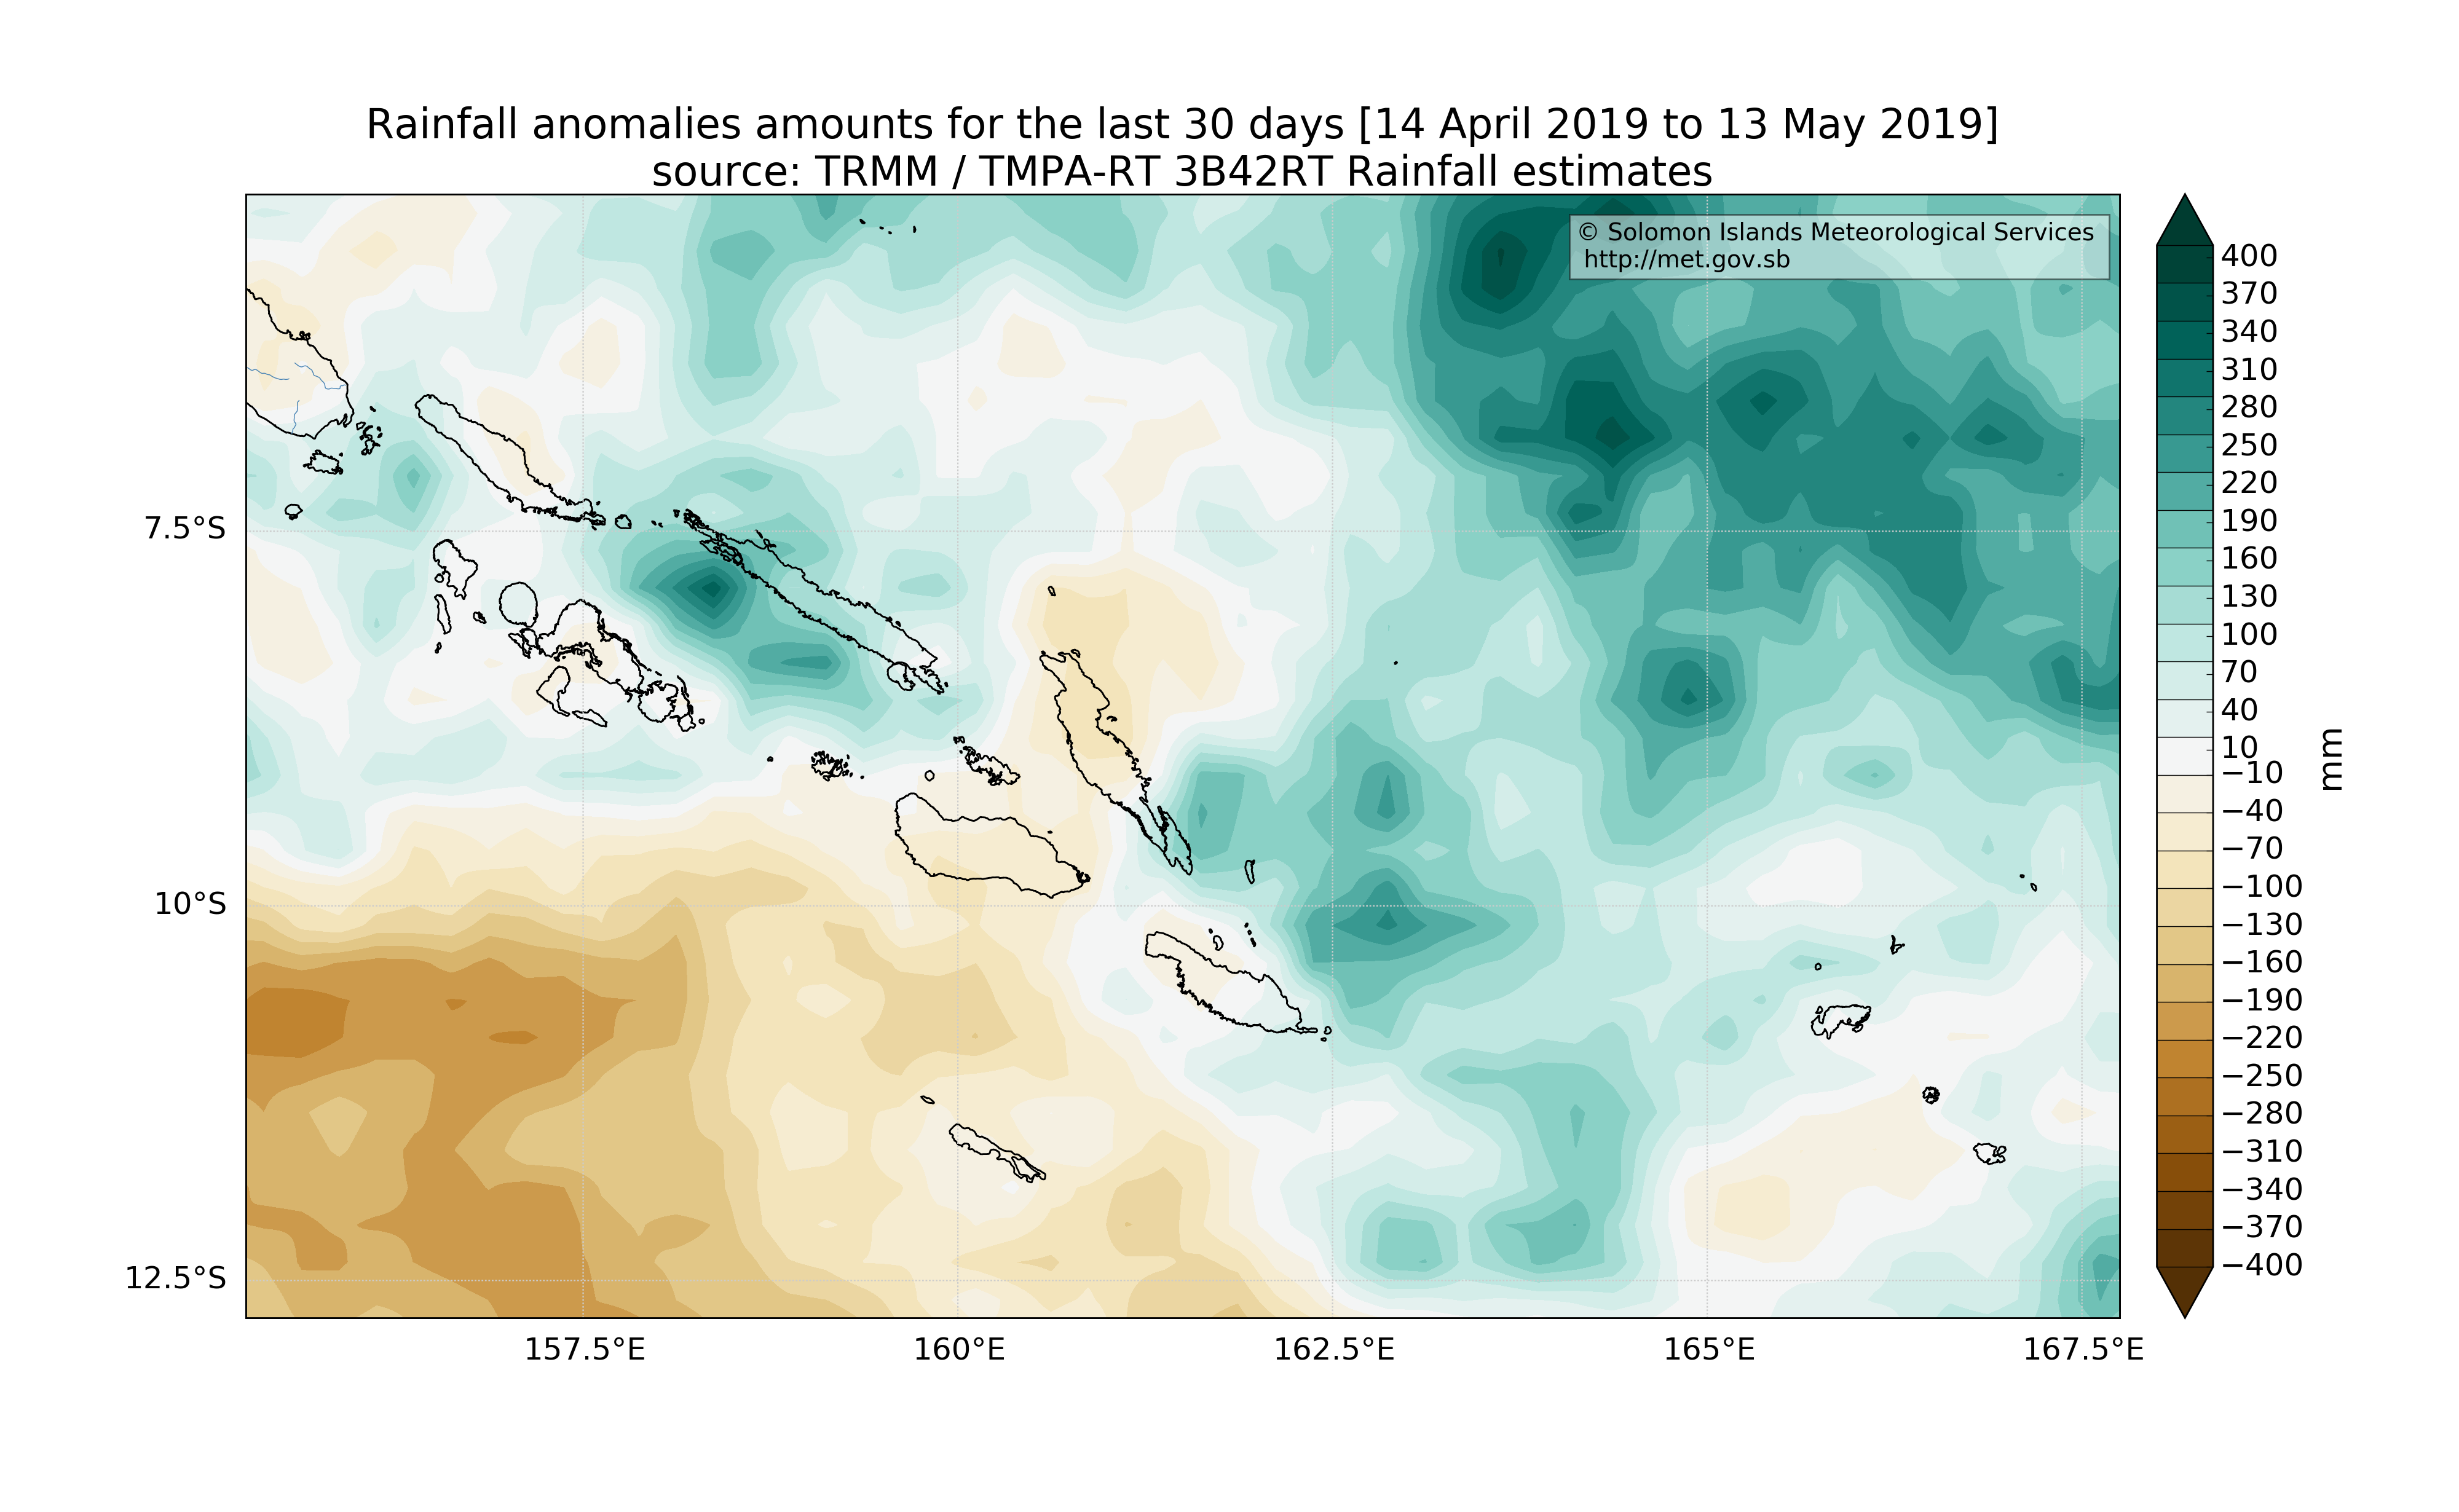 Rainfall anomalies amounts for the last 30 days [14 April 2019 to 13 May 2019]
source: TRMM / TMPA-RT 3B42RT Rainfall estimates
© Solomon Islands Meteorological Services
http://met.gov.sb
7.5°S
10°S
12.5°S
157.5°E
160°E
162.5°E
165°E
167.5°E
400
370
340
310
280
250
220
190
160
130
100
70
40
10
−10
−40
−70
−100
−130
−160
−190
−220
−250
−280
−310
−340
−370
−400
mm